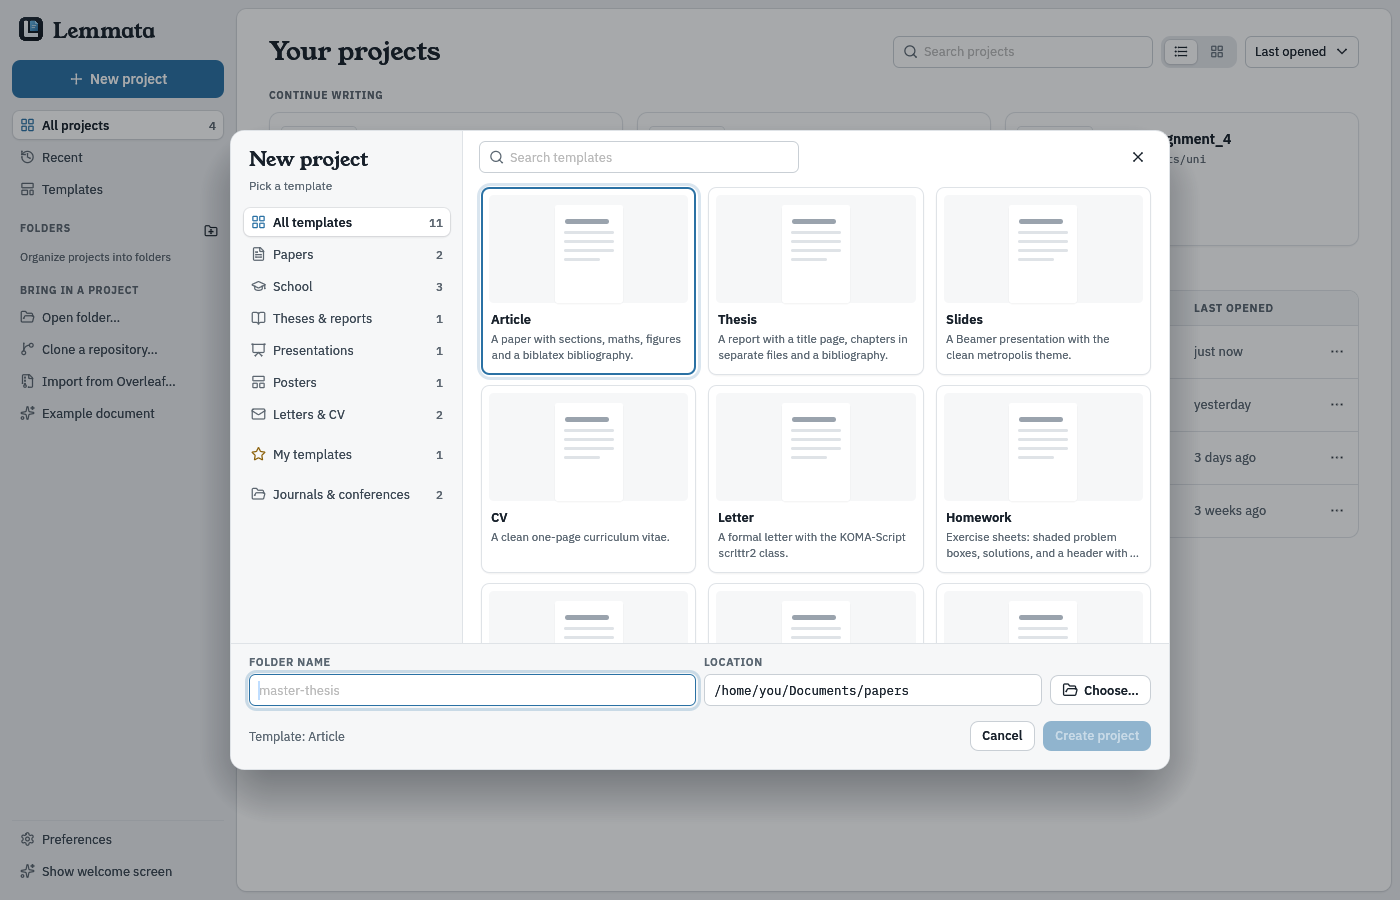 Lemmata
New project
All projects 4
Recent
Templates
FOLDERS
Organize projects into folders
BRING IN A PROJECT
Open folder...
Clone a repository...
Import from Overleaf...
Example document
Preferences
Show welcome screen
Your projects
Search projects
Last opened
CONTINUE WRITING
LAST OPENED
just now
yesterday
3 days ago
3 weeks ago
New project
Pick a template
All templates 11
Papers 2
School 3
Theses & reports 1
Presentations 1
Posters 1
Letters & CV 2
My templates 1
Journals & conferences 2
Search templates
Article
A paper with sections, maths, figures
and a biblatex bibliography.
Thesis
A report with a title page, chapters in
separate files and a bibliography.
Slides
A Beamer presentation with the
clean metropolis theme.
CV
A clean one-page curriculum vitae.
Letter
A formal letter with the KOMA-Script
scrlttr2 class.
Homework
Exercise sheets: shaded problem
boxes, solutions, and a header with ...
FOLDER NAME
master-thesis
LOCATION
/home/you/Documents/papers
Choose...
Template: Article
Cancel
Create project